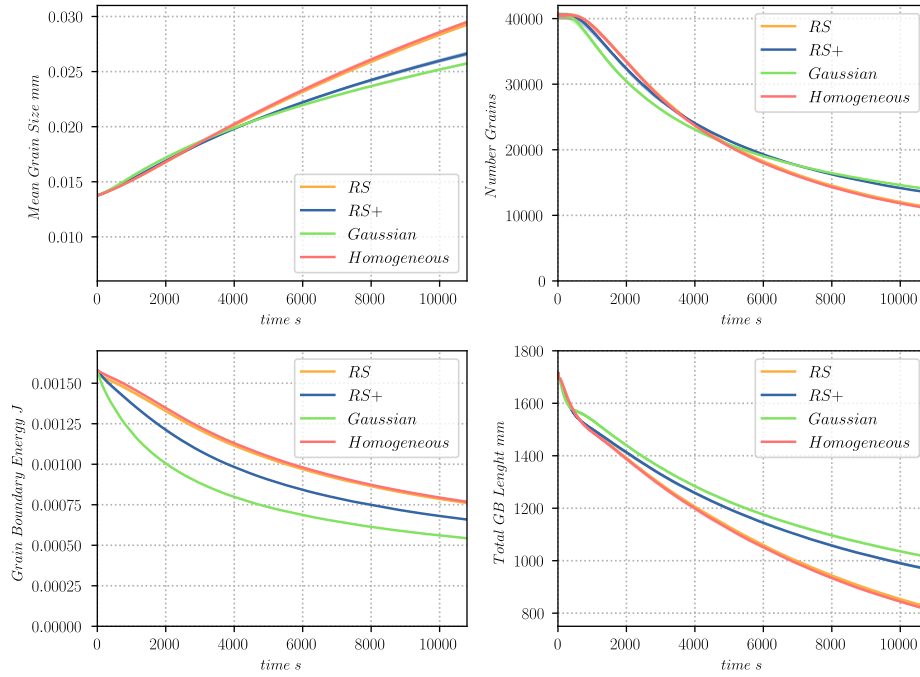 Mean Grain Size mm
0.030
0.025
0.020
0.015
0.010
RS
RS+
Gaussian
Homogeneous
0 2000 4000 6000 8000 10000
time s
Number Grains
40000
30000
20000
10000
0
RS
RS+
Gaussian
Homogeneous
0 2000 4000 6000 8000 10000
time s
Grain Boundary Energy J
0.00150
0.00125
0.00100
0.00075
0.00050
0.00025
0.00000
RS
RS+
Gaussian
Homogeneous
0 2000 4000 6000 8000 10000
time s
Total GB Lenght mm
1800
1600
1400
1200
1000
800
RS
RS+
Gaussian
Homogeneous
0 2000 4000 6000 8000 10000
time s